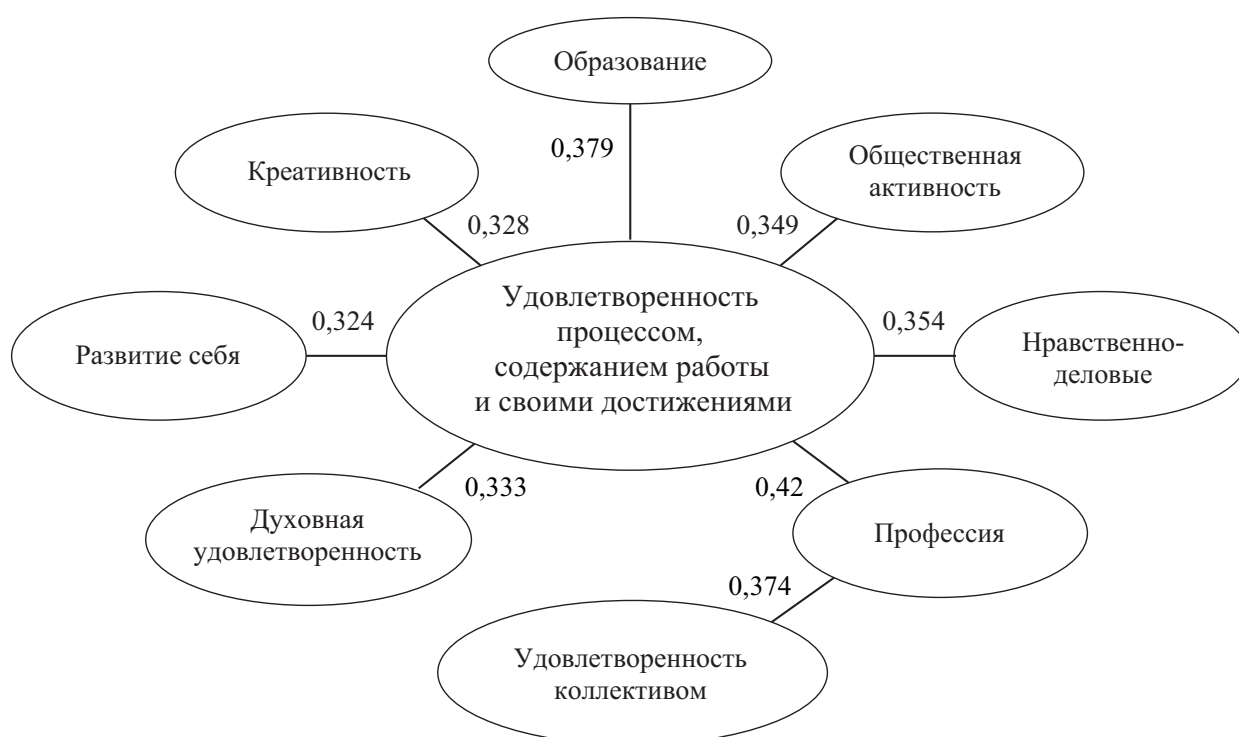 Образование
0,379
Креативность
Общественная
активность
0,328
0,349
Удовлетворенность
процессом,
содержанием работы
и своими достижениями
0,324
0,354
Развитие себя
Нравственно-
деловые
0,333
0,42
Духовная
удовлетворенность
Профессия
0,374
Удовлетворенность
коллективом